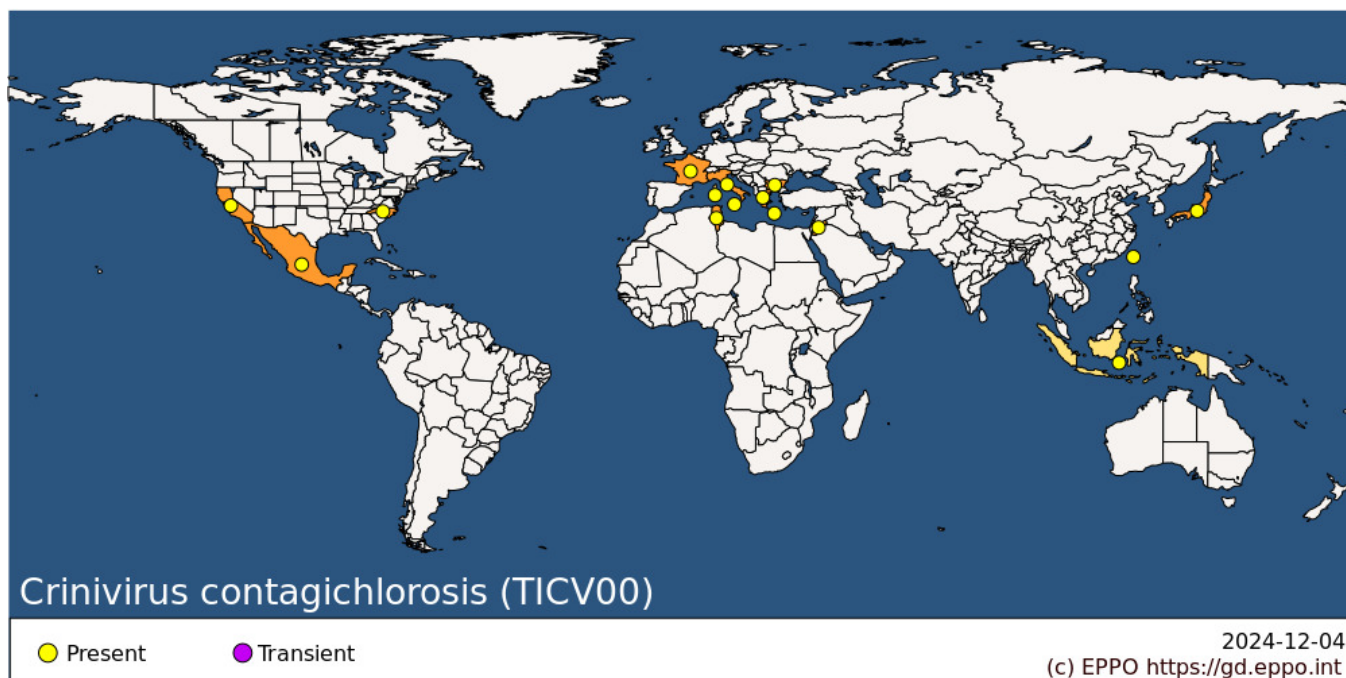 Crinivirus contagichlorosis (TICV00)
Present
Transient
2024-12-04
(c) EPPO https://gd.eppo.int